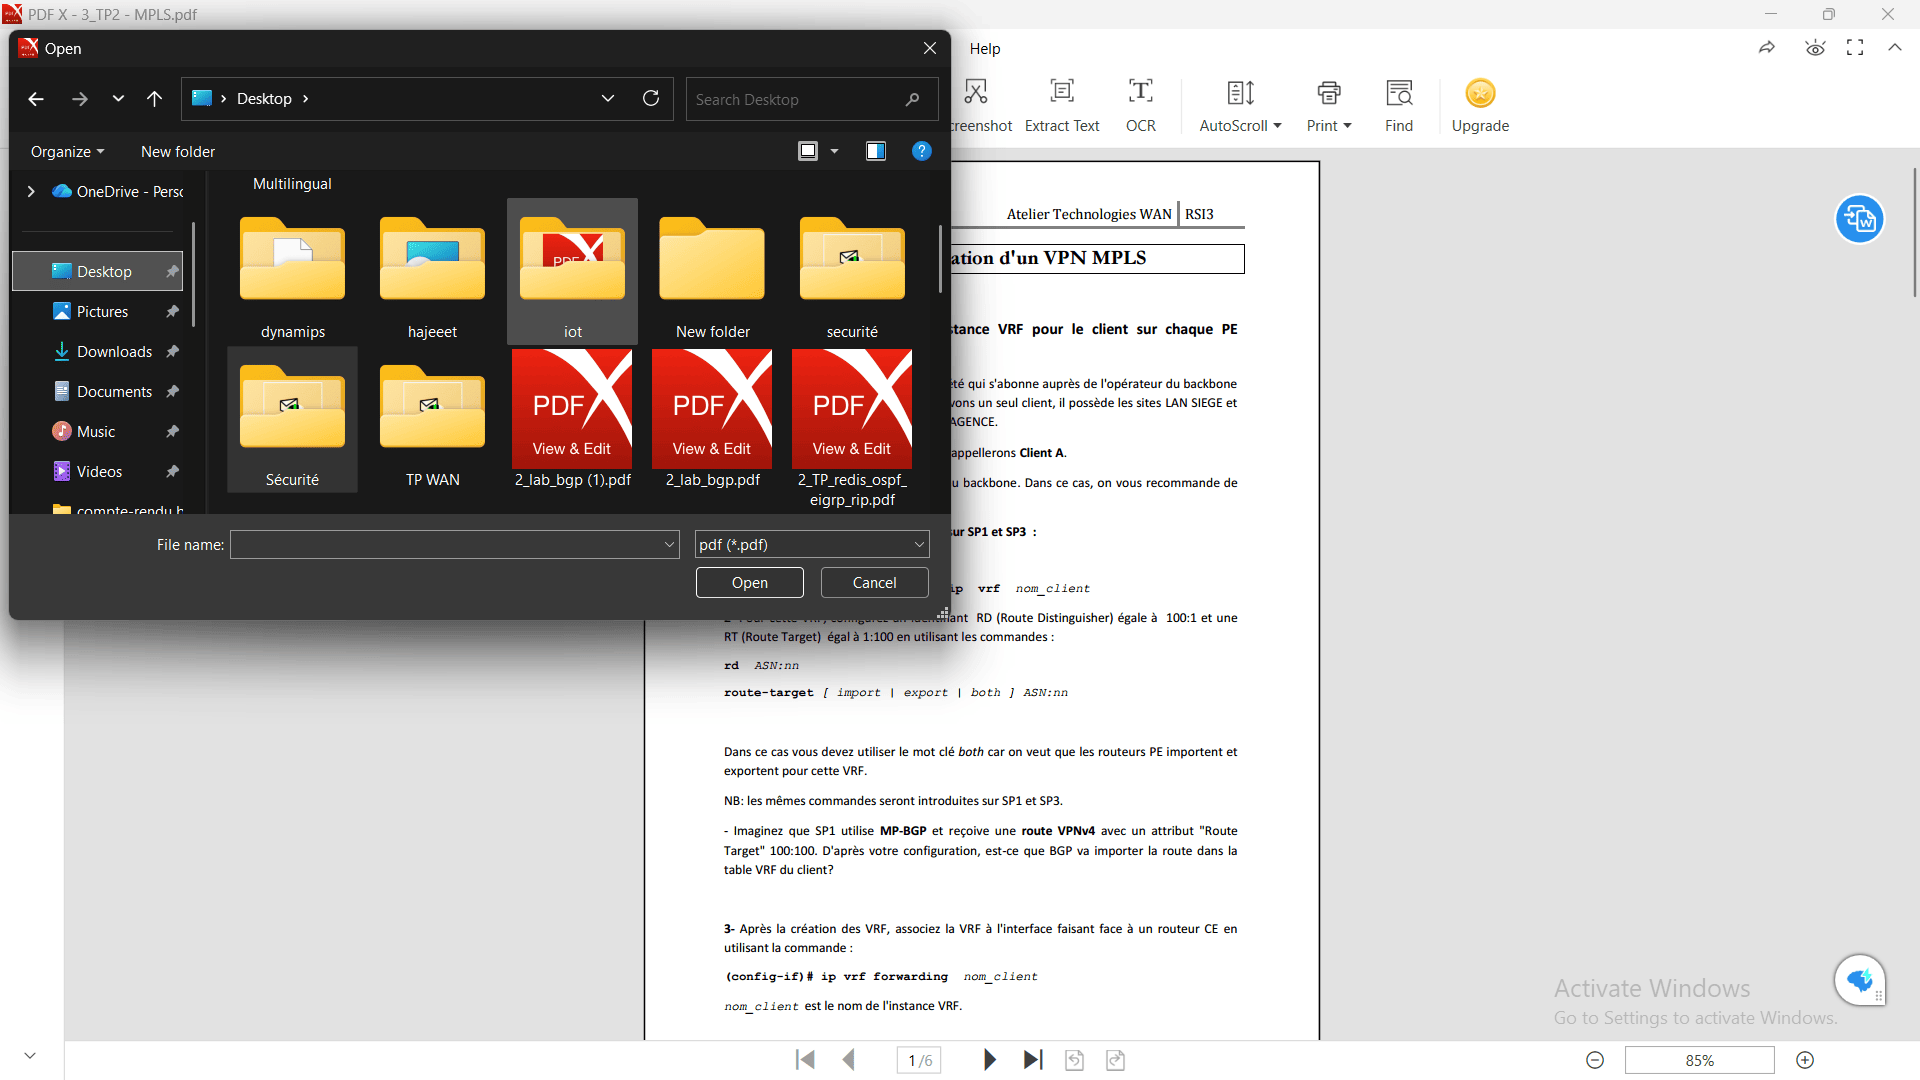 PDF X - 3_TP2 - MPLS.pdf
Open
Help
Desktop
Search Desktop
creenshot
Extract Text
OCR
AutoScroll
Print
Find
Upgrade
Organize
New folder
OneDrive - Perso
Desktop
Pictures
Downloads
Documents
Music
Videos
compte-rendu b
Multilingual
dynamips
hajeeet
iot
New folder
securité
Sécurité
TP WAN
PDF
View & Edit
2_lab_bgp (1).pdf
PDF
View & Edit
2_lab_bgp.pdf
PDF
View & Edit
2_TP_redis_ospf_
eigrp_rip.pdf
File name:
pdf (*.pdf)
Open
Cancel
Atelier Technologies WAN RSI3
ation d'un VPN MPLS
stance VRF pour le client sur chaque PE
été qui s'abonne auprès de l'opérateur du backbone
vons un seul client, il possède les sites LAN SIEGE et
AGENCE.
appellerons Client A.
u backbone. Dans ce cas, on vous recommande de
ur SP1 et SP3 :
ip vrf nom_client
RD (Route Distinguisher) égale à 100:1 et une
RT (Route Target) égal à 1:100 en utilisant les commandes :
rd ASN:nn
route-target [ import | export | both ] ASN:nn
Dans ce cas vous devez utiliser le mot clé both car on veut que les routeurs PE importent et
exportent pour cette VRF.
NB: les mêmes commandes seront introduites sur SP1 et SP3.
- Imaginez que SP1 utilise MP-BGP et reçoive une route VPNv4 avec un attribut "Route
Target" 100:100. D'après votre configuration, est-ce que BGP va importer la route dans la
table VRF du client?
3- Après la création des VRF, associez la VRF à l'interface faisant face à un routeur CE en
utilisant la commande :
(config-if)# ip vrf forwarding nom_client
nom_client est le nom de l'instance VRF.
Activate Windows
Go to Settings to activate Windows.
1/6
85%